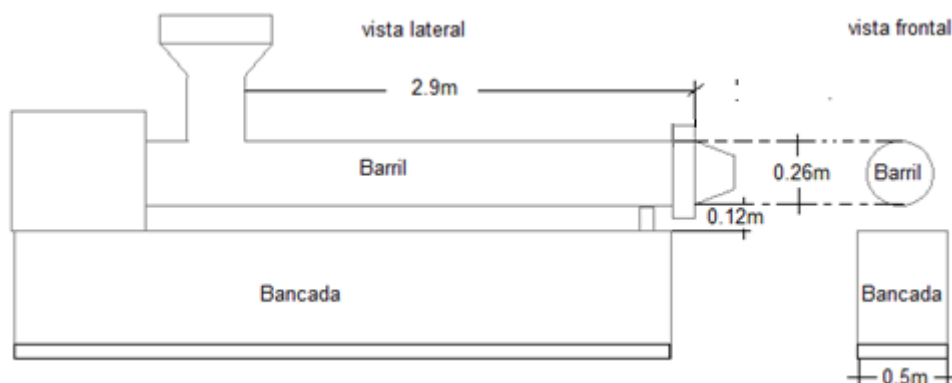 vista lateral
vista frontal
2.9m
Barril
0.26m
Barril
0.12m
Bancada
Bancada
0.5m